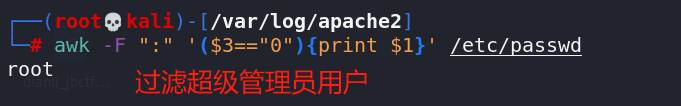 ┌──(root💀kali)-[/var/log/apache2]
└─# awk -F ":" '($3=="0"){print $1}' /etc/passwd
root
过滤超级管理员用户